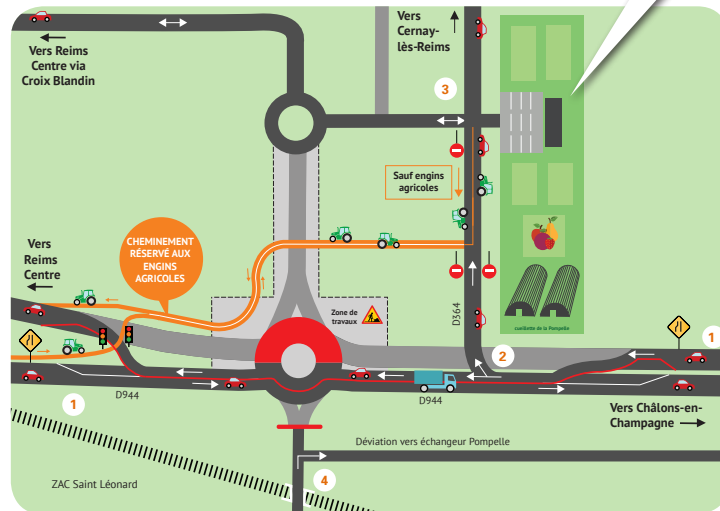 Vers Reims
Centre via
Croix Blandin
Vers
Cernay-
lès-Reims
3
Sauf engins
agricoles
CHEMINEMENT
RÉSERVÉ AUX
ENGINS
AGRICOLES
Vers
Reims
Centre
Zone de
travaux
D364
cueillette de la Pompelle
2
1
1
D944
D944
Vers Châlons-en-
Champagne
Déviation vers échangeur Pompelle
ZAC Saint Léonard
4